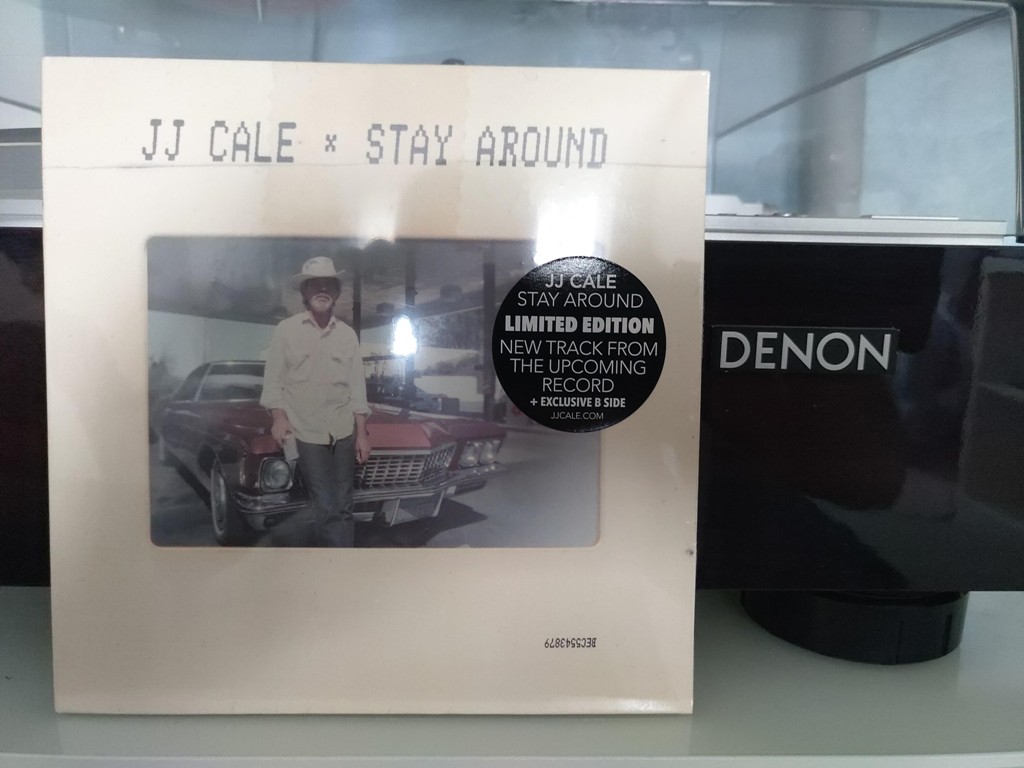 JJ CALE x STAY AROUND
JJ CALE
STAY AROUND
LIMITED EDITION
NEW TRACK FROM
THE UPCOMING
RECORD
+ EXCLUSIVE B SIDE
JJCALE.COM
DENON
BEC5543879